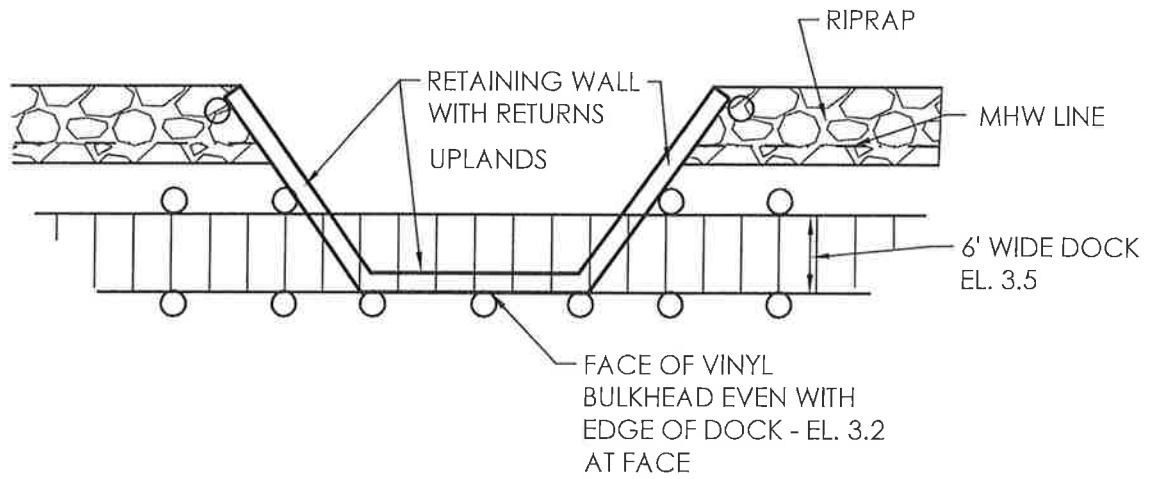 RIPRAP
RETAINING WALL
WITH RETURNS
UPLANDS
MHW LINE
6' WIDE DOCK
EL. 3.5
FACE OF VINYL
BULKHEAD EVEN WITH
EDGE OF DOCK - EL. 3.2
AT FACE